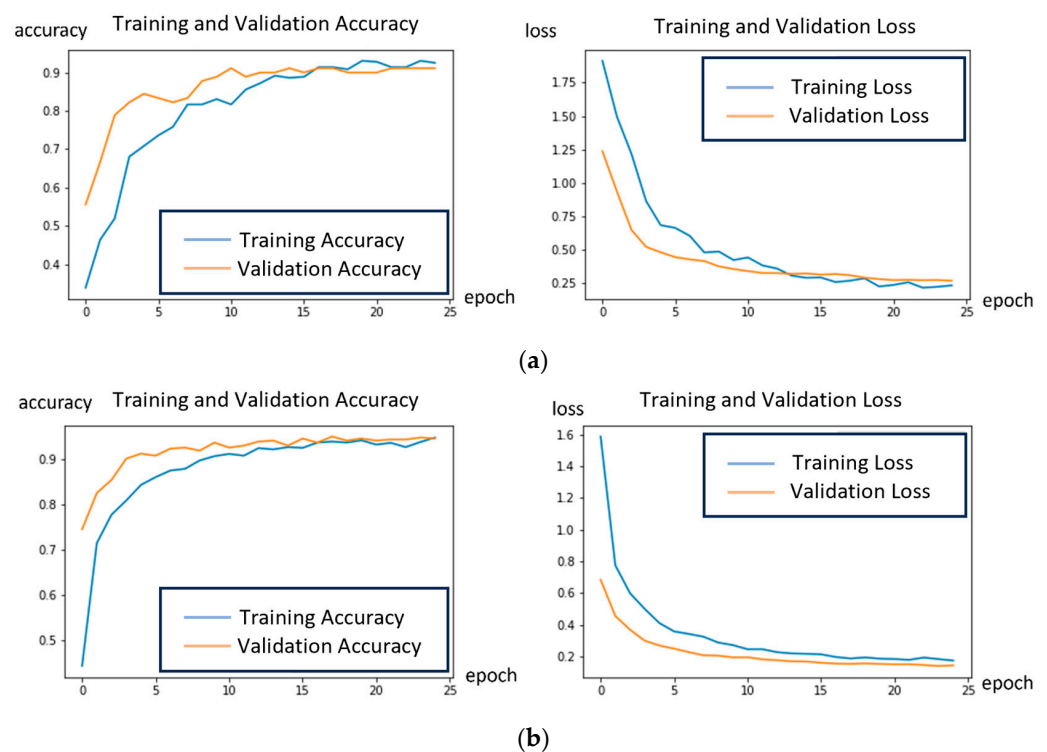 accuracy
Training and Validation Accuracy
0.9
0.8
0.7
0.6
0.5
0.4
Training Accuracy
Validation Accuracy
0 5 10 15 20 25
epoch
loss
Training and Validation Loss
1.75
1.50
1.25
1.00
0.75
0.50
0.25
Training Loss
Validation Loss
0 5 10 15 20 25
epoch
(a)
accuracy
Training and Validation Accuracy
0.9
0.8
0.7
0.6
0.5
Training Accuracy
Validation Accuracy
0 5 10 15 20 25
epoch
loss
Training and Validation Loss
1.6
1.4
1.2
1.0
0.8
0.6
0.4
0.2
Training Loss
Validation Loss
0 5 10 15 20 25
epoch
(b)